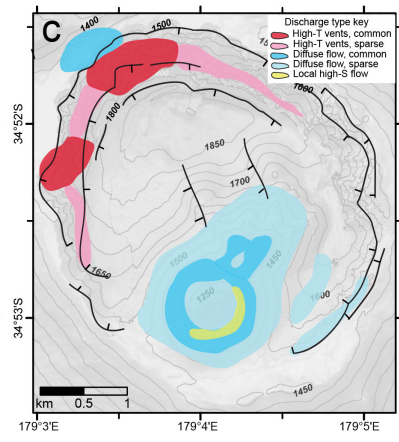 C
Discharge type key
High-T vents, common
High-T vents, sparse
Diffuse flow, common
Diffuse flow, sparse
Local high-S flow
1400
1500
1600
1800
1850
1700
1650
1500
1450
1250
1600
1450
34°52'S
34°53'S
km 0.5 1
179°3'E
179°4'E
179°5'E